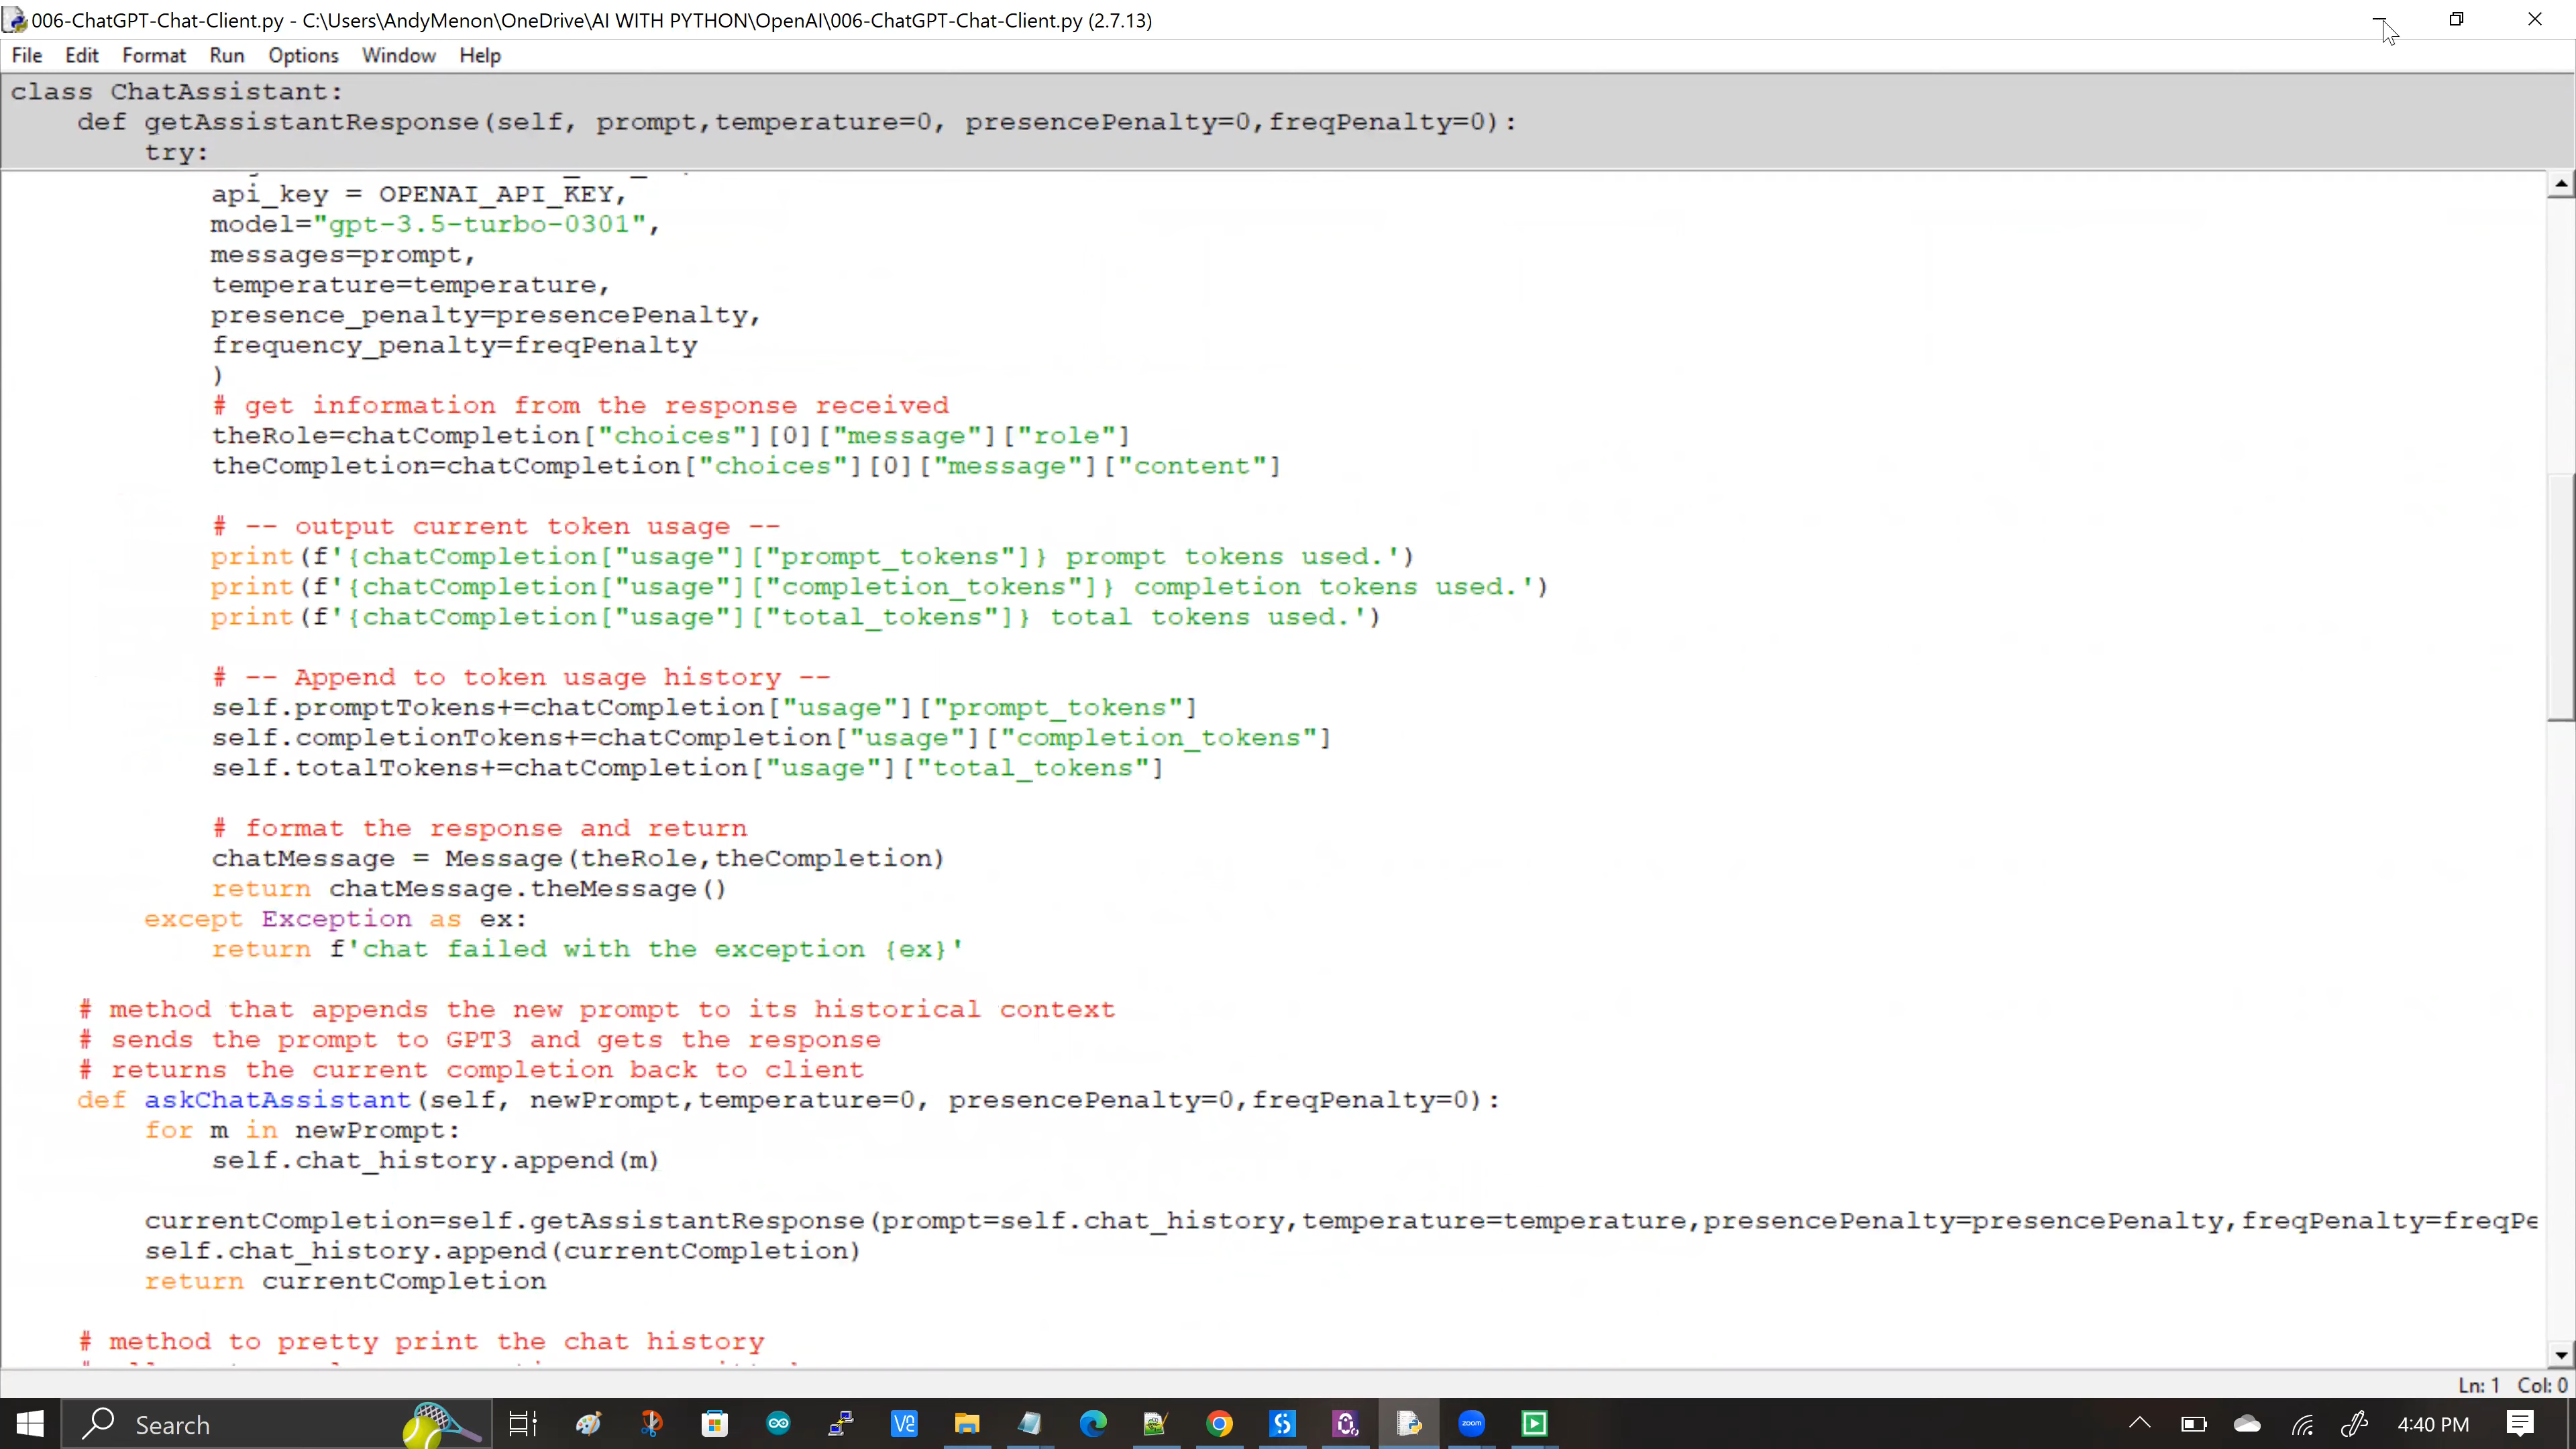 006-ChatGPT-Chat-Client.py - C:\Users\AndyMenon\OneDrive\AI WITH PYTHON\OpenAI\006-ChatGPT-Chat-Client.py (2.7.13)
File Edit Format Run Options Window Help
class ChatAssistant:
    def getAssistantResponse(self, prompt,temperature=0, presencePenalty=0,freqPenalty=0):
        try:
            api_key = OPENAI_API_KEY,
            model="gpt-3.5-turbo-0301",
            messages=prompt,
            temperature=temperature,
            presence_penalty=presencePenalty,
            frequency_penalty=freqPenalty
            )
            # get information from the response received
            theRole=chatCompletion["choices"][0]["message"]["role"]
            theCompletion=chatCompletion["choices"][0]["message"]["content"]
            # -- output current token usage --
            print(f'{chatCompletion["usage"]["prompt_tokens"]} prompt tokens used.')
            print(f'{chatCompletion["usage"]["completion_tokens"]} completion tokens used.')
            print(f'{chatCompletion["usage"]["total_tokens"]} total tokens used.')
            # -- Append to token usage history --
            self.promptTokens+=chatCompletion["usage"]["prompt_tokens"]
            self.completionTokens+=chatCompletion["usage"]["completion_tokens"]
            self.totalTokens+=chatCompletion["usage"]["total_tokens"]
            # format the response and return
            chatMessage = Message(theRole,theCompletion)
            return chatMessage.theMessage()
        except Exception as ex:
            return f'chat failed with the exception {ex}'
    # method that appends the new prompt to its historical context
    # sends the prompt to GPT3 and gets the response
    # returns the current completion back to client
    def askChatAssistant(self, newPrompt,temperature=0, presencePenalty=0,freqPenalty=0):
        for m in newPrompt:
            self.chat_history.append(m)
        currentCompletion=self.getAssistantResponse(prompt=self.chat_history,temperature=temperature,presencePenalty=presencePenalty,freqPenalty=freqPe
        self.chat_history.append(currentCompletion)
        return currentCompletion
    # method to pretty print the chat history
Ln: 1 Col: 0
Search
zoom
4:40 PM